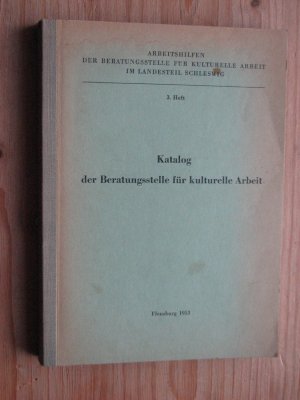 ARBEITSHILFEN
DER BERATUNGSSTELLE FÜR KULTURELLE ARBEIT
IM LANDESTEIL SCHLESWIG
3. Heft
Katalog
der Beratungsstelle für kulturelle Arbeit
Flensburg 1953